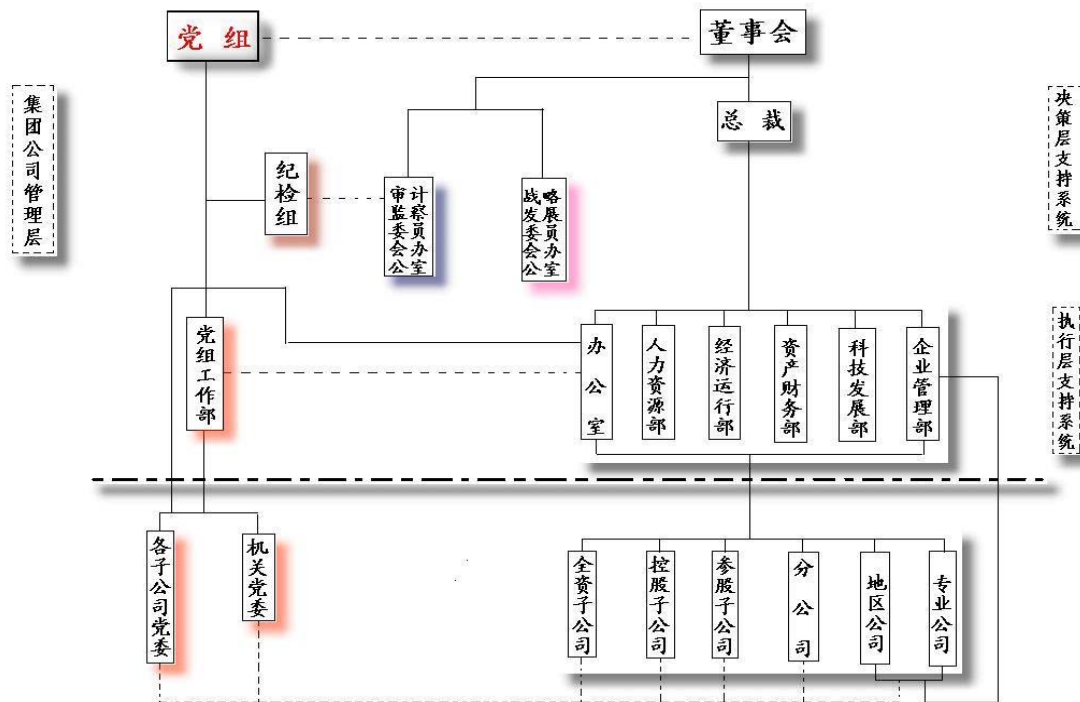 党组
董事会
总裁
集团公司管理层
决策层支持系统
纪检组
审计监察委员会办公室
战略发展委员会办公室
党组工作部
办公室
人力资源部
经济运行部
资产财务部
科技发展部
企业管理部
执行层支持系统
各子公司党委
机关党委
全资子公司
控股子公司
参股子公司
分公司
地区公司
专业公司